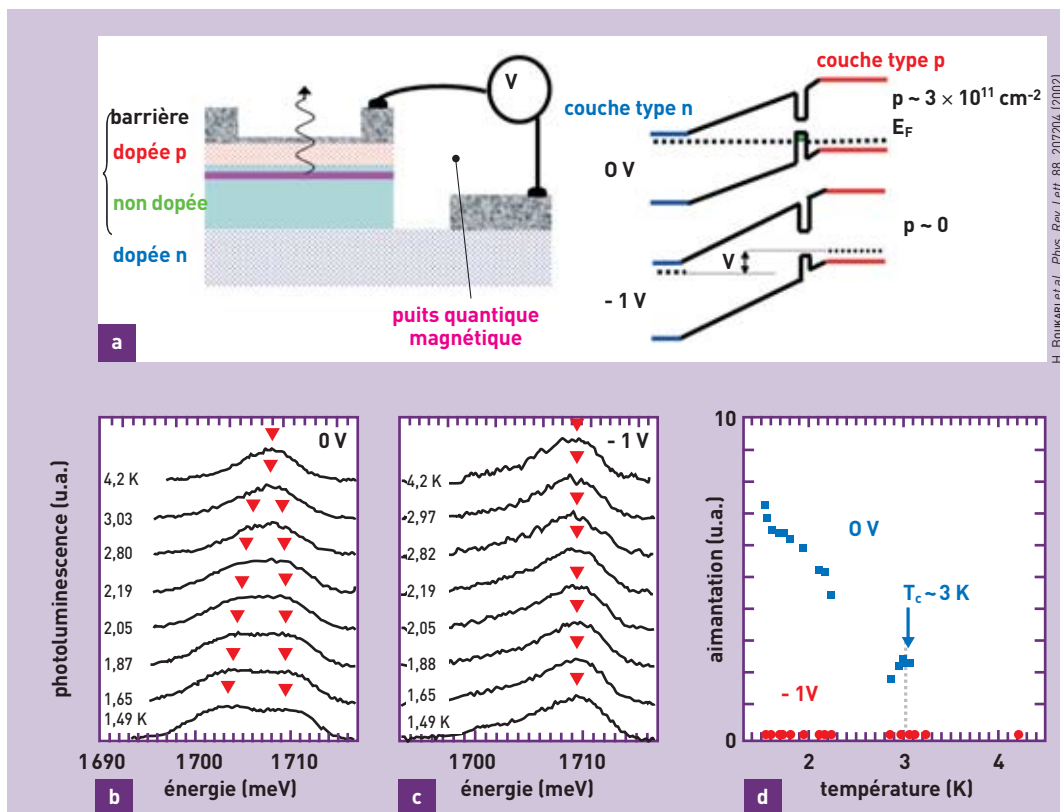 barrière
dopée p
non dopée
dopée n
V
puits quantique
magnétique
a
couche type p
couche type n
p ~ 3 × 10¹¹ cm⁻²
E_F
0 V
p ~ 0
V
- 1 V
H. BOUKARI et al., Phys. Rev. Lett. 88, 207204 (2002)
photoluminescence (u.a.)
0 V
4,2 K
3,03
2,80
2,19
2,05
1,87
1,65
1,49 K
1 690 1700 1710
énergie (meV)
b
- 1 V
4,2 K
2,97
2,82
2,19
2,05
1,88
1,65
1,49 K
1700 1710
énergie (meV)
c
aimantation (u.a.)
10
0
0 V
T_c ~ 3 K
- 1V
2 3 4
température (K)
d